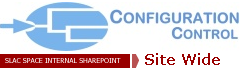 CONFIGURATION
CONTROL
SLAC SPACE INTERNAL SHAREPOINT Site Wide